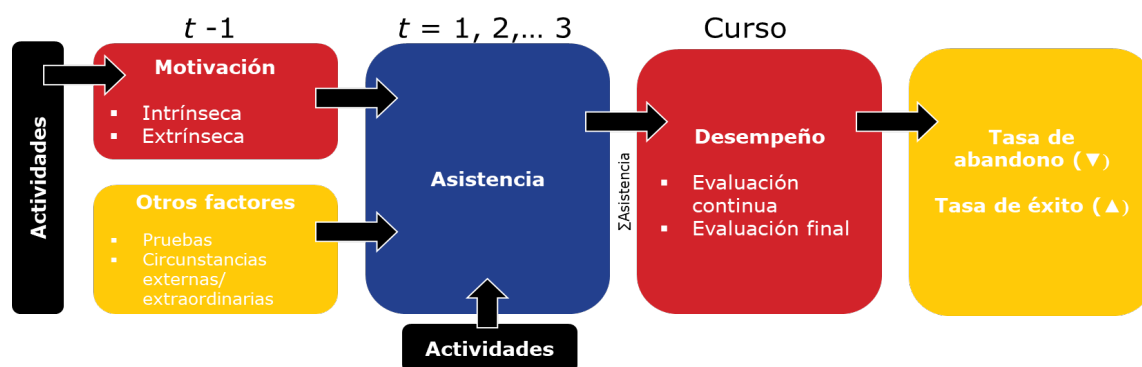 t -1
t = 1, 2,… 3
Curso
Actividades
Motivación
▪ Intrínseca
▪ Extrínseca
Otros factores
▪ Pruebas
▪ Circunstancias
externas/
extraordinarias
Asistencia
Actividades
ΣAsistencia
Desempeño
▪ Evaluación
continua
▪ Evaluación final
Tasa de
abandono (▼)
Tasa de éxito (▲)